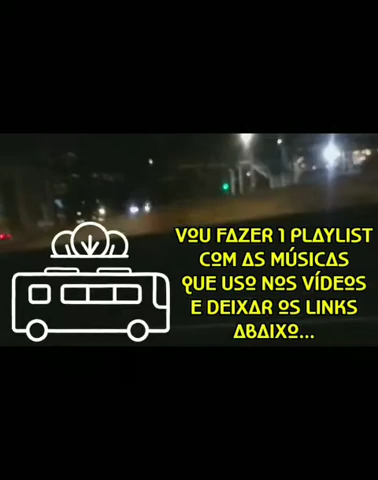 VOU FAZER 1 PLAYLIST
COM AS MÚSICAS
QUE USO NOS VÍDEOS
E DEIXAR OS LINKS
ABAIXO...